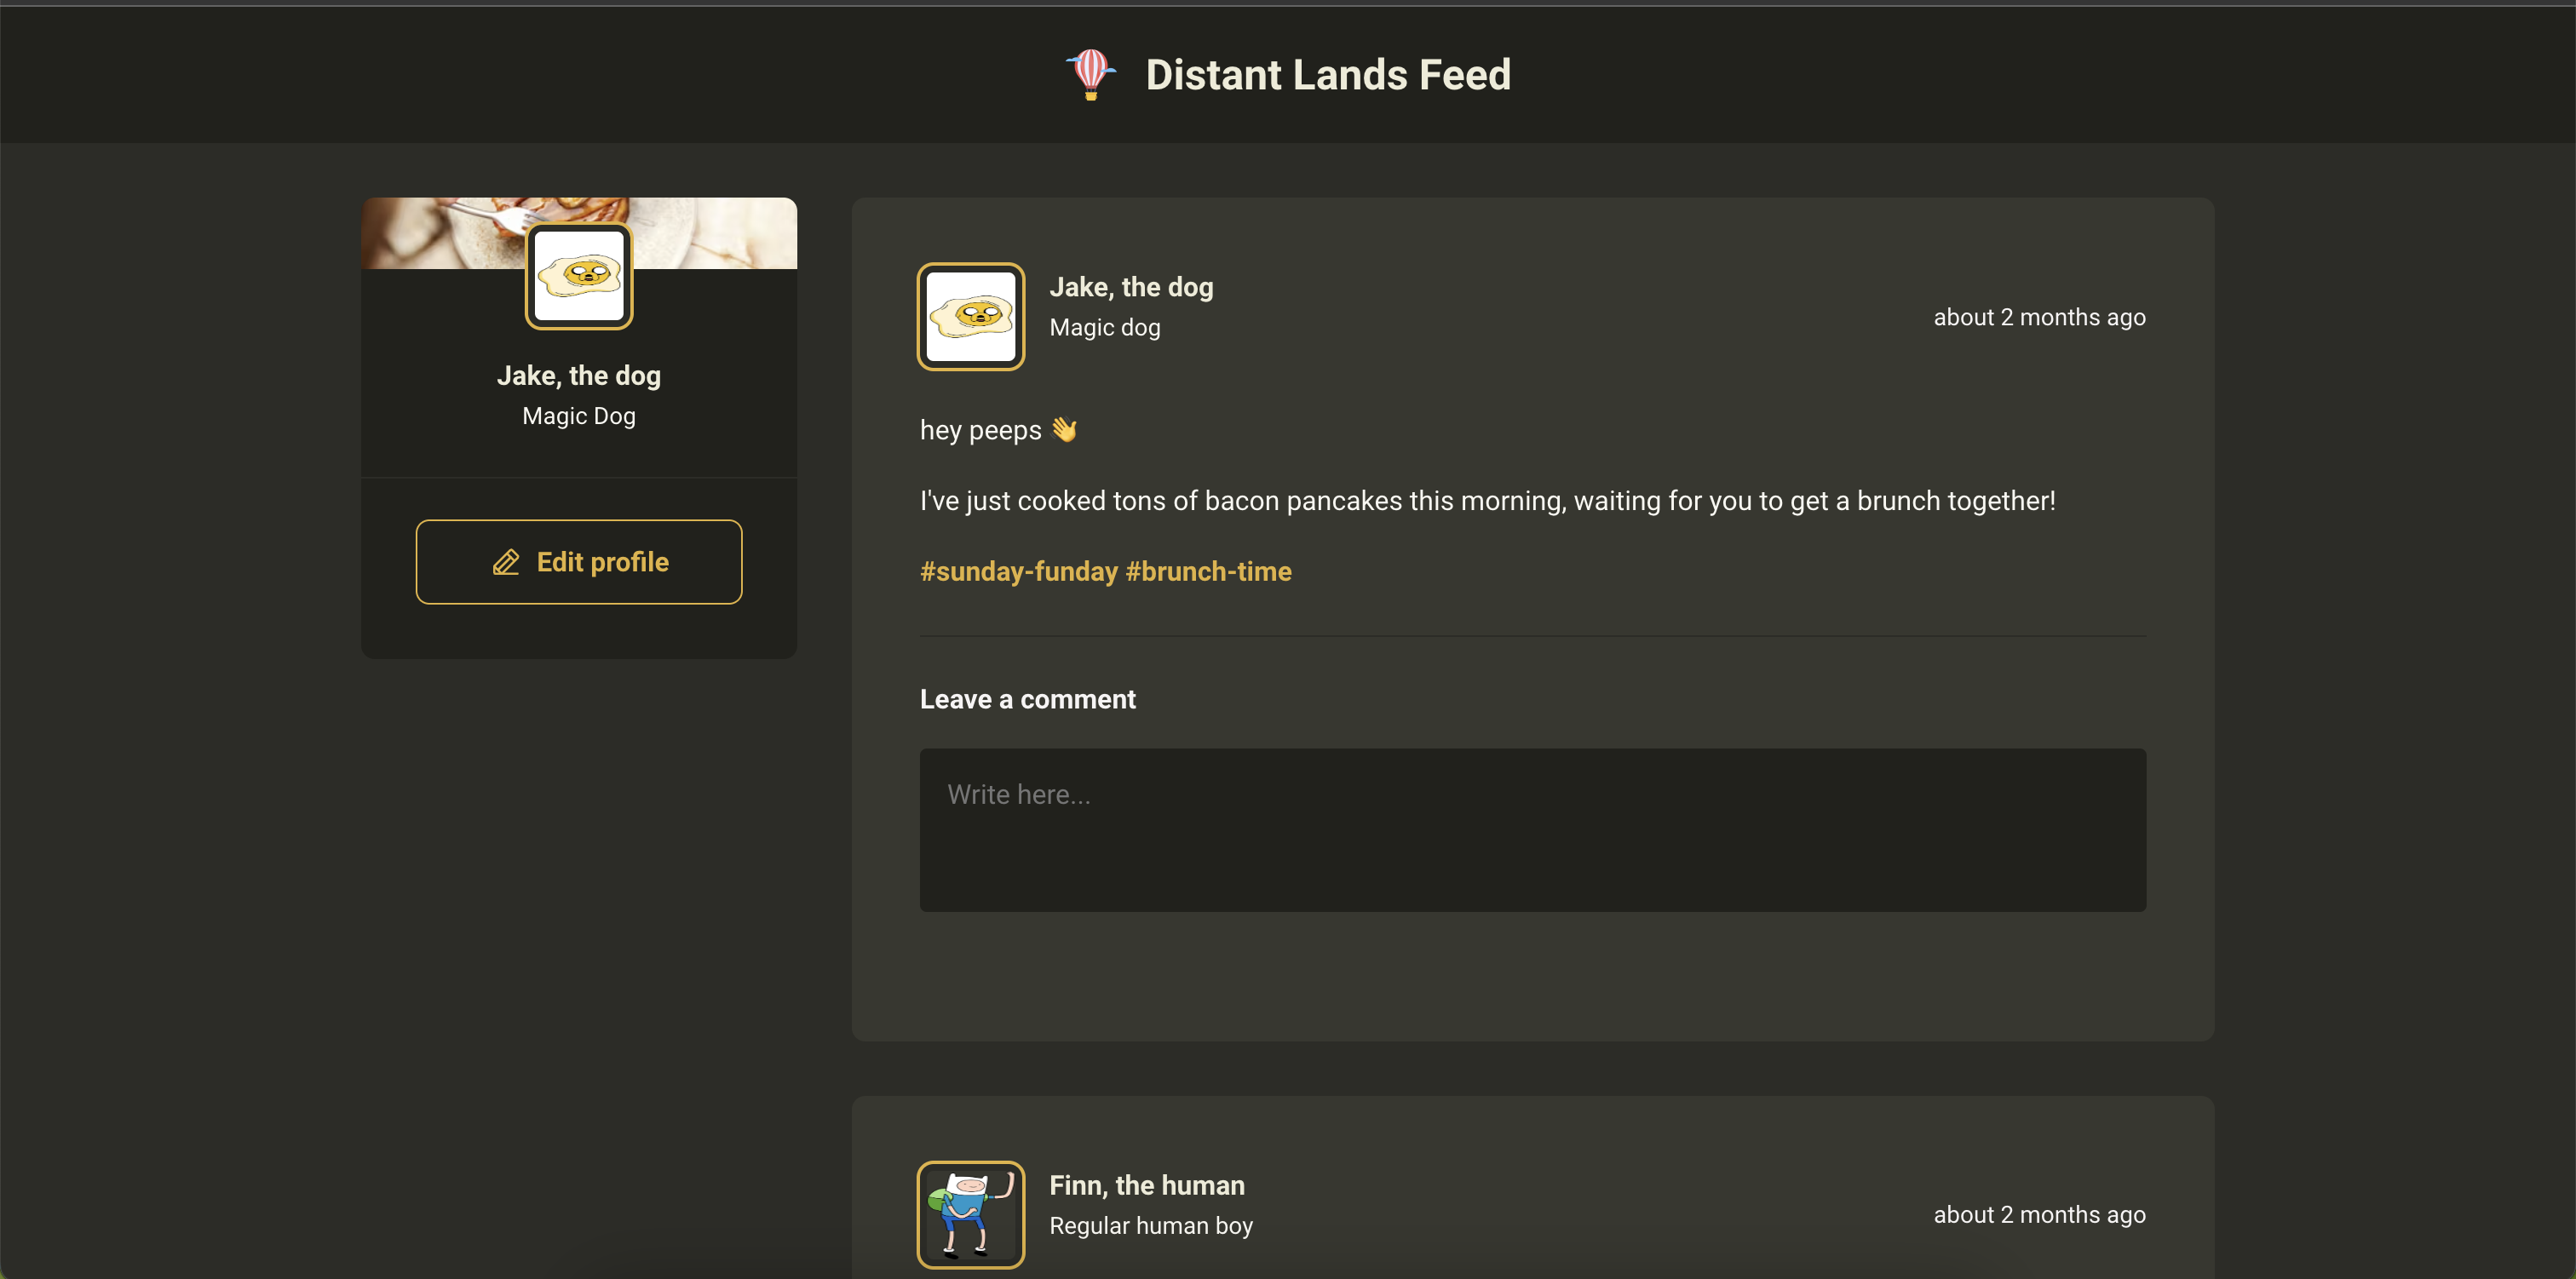 Distant Lands Feed
Jake, the dog
Magic Dog
Edit profile
Jake, the dog
Magic dog
about 2 months ago
hey peeps 👋
I've just cooked tons of bacon pancakes this morning, waiting for you to get a brunch together!
#sunday-funday #brunch-time
Leave a comment
Write here...
Finn, the human
Regular human boy
about 2 months ago